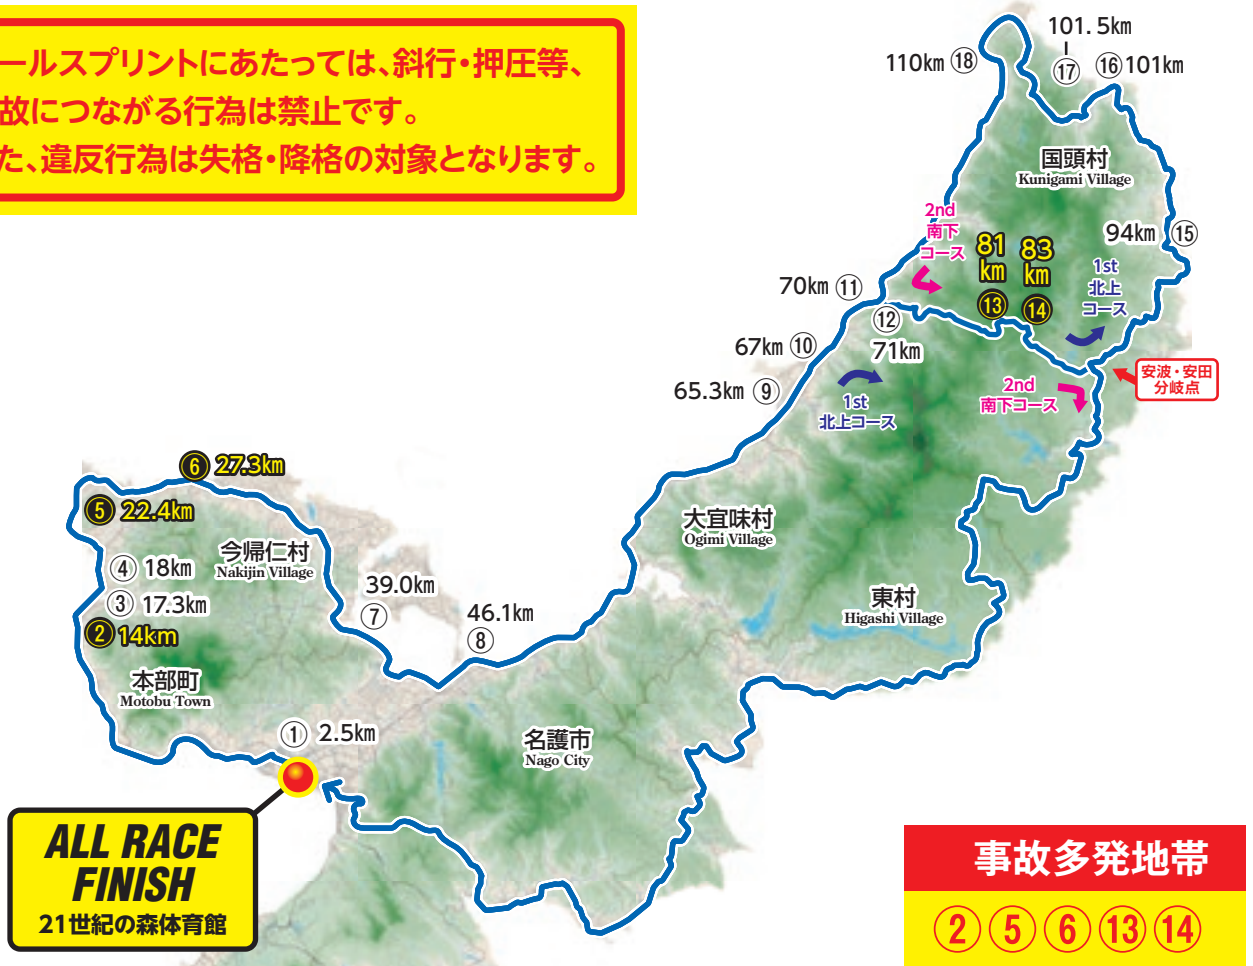 ールスプリントにあたっては、斜行・押圧等、
故につながる行為は禁止です。
た、違反行為は失格・降格の対象となります。
101.5km
⑰
110km ⑱
⑯ 101km
国頭村
Kunigami Village
2nd
南下
コース
81
km
⑬
83
km
⑭
94km ⑮
1st
北上
コース
70km ⑪
⑫
71km
67km ⑩
65.3km ⑨
1st
北上コース
2nd
南下コース
安波・安田
分岐点
⑥ 27.3km
⑤ 22.4km
④ 18km
③ 17.3km
② 14km
今帰仁村
Nakijin Village
39.0km
⑦
46.1km
⑧
大宜味村
Ogimi Village
東村
Higashi Village
本部町
Motobu Town
① 2.5km
名護市
Nago City
ALL RACE
FINISH
21世紀の森体育館
事故多発地帯
② ⑤ ⑥ ⑬ ⑭